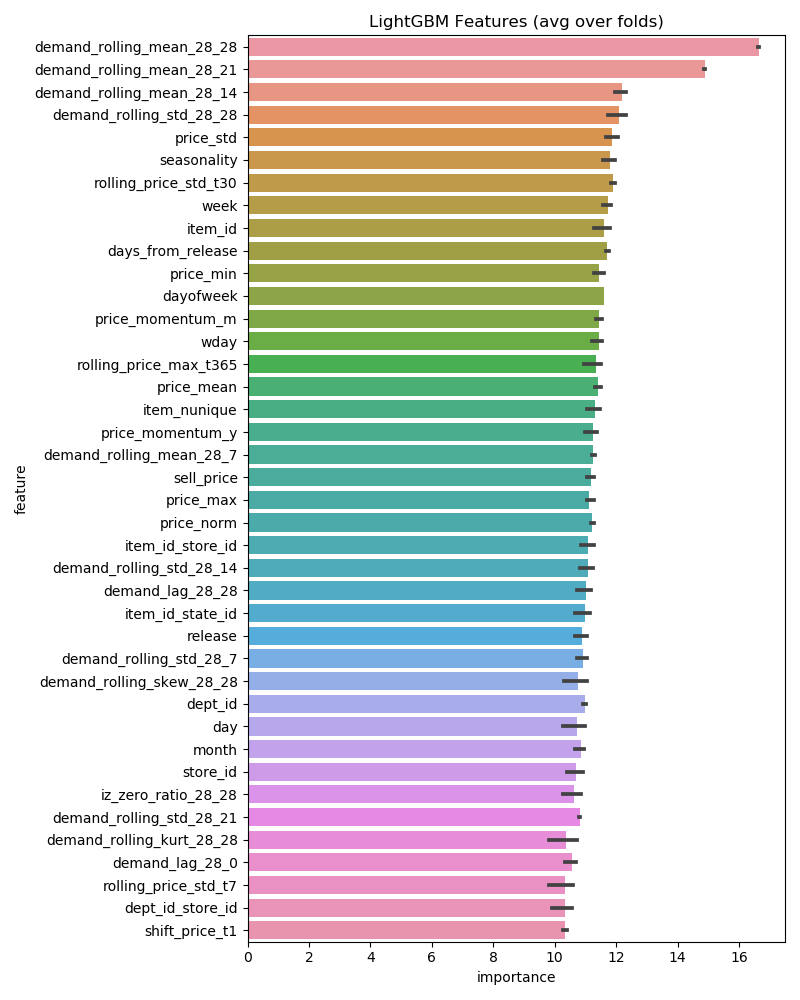 LightGBM Features (avg over folds)
demand_rolling_mean_28_28
demand_rolling_mean_28_21
demand_rolling_mean_28_14
demand_rolling_std_28_28
price_std
seasonality
rolling_price_std_t30
week
item_id
days_from_release
price_min
dayofweek
price_momentum_m
wday
rolling_price_max_t365
price_mean
item_nunique
price_momentum_y
demand_rolling_mean_28_7
sell_price
price_max
price_norm
item_id_store_id
demand_rolling_std_28_14
demand_lag_28_28
item_id_state_id
release
demand_rolling_std_28_7
demand_rolling_skew_28_28
dept_id
day
month
store_id
iz_zero_ratio_28_28
demand_rolling_std_28_21
demand_rolling_kurt_28_28
demand_lag_28_0
rolling_price_std_t7
dept_id_store_id
shift_price_t1
feature
0 2 4 6 8 10 12 14 16
importance